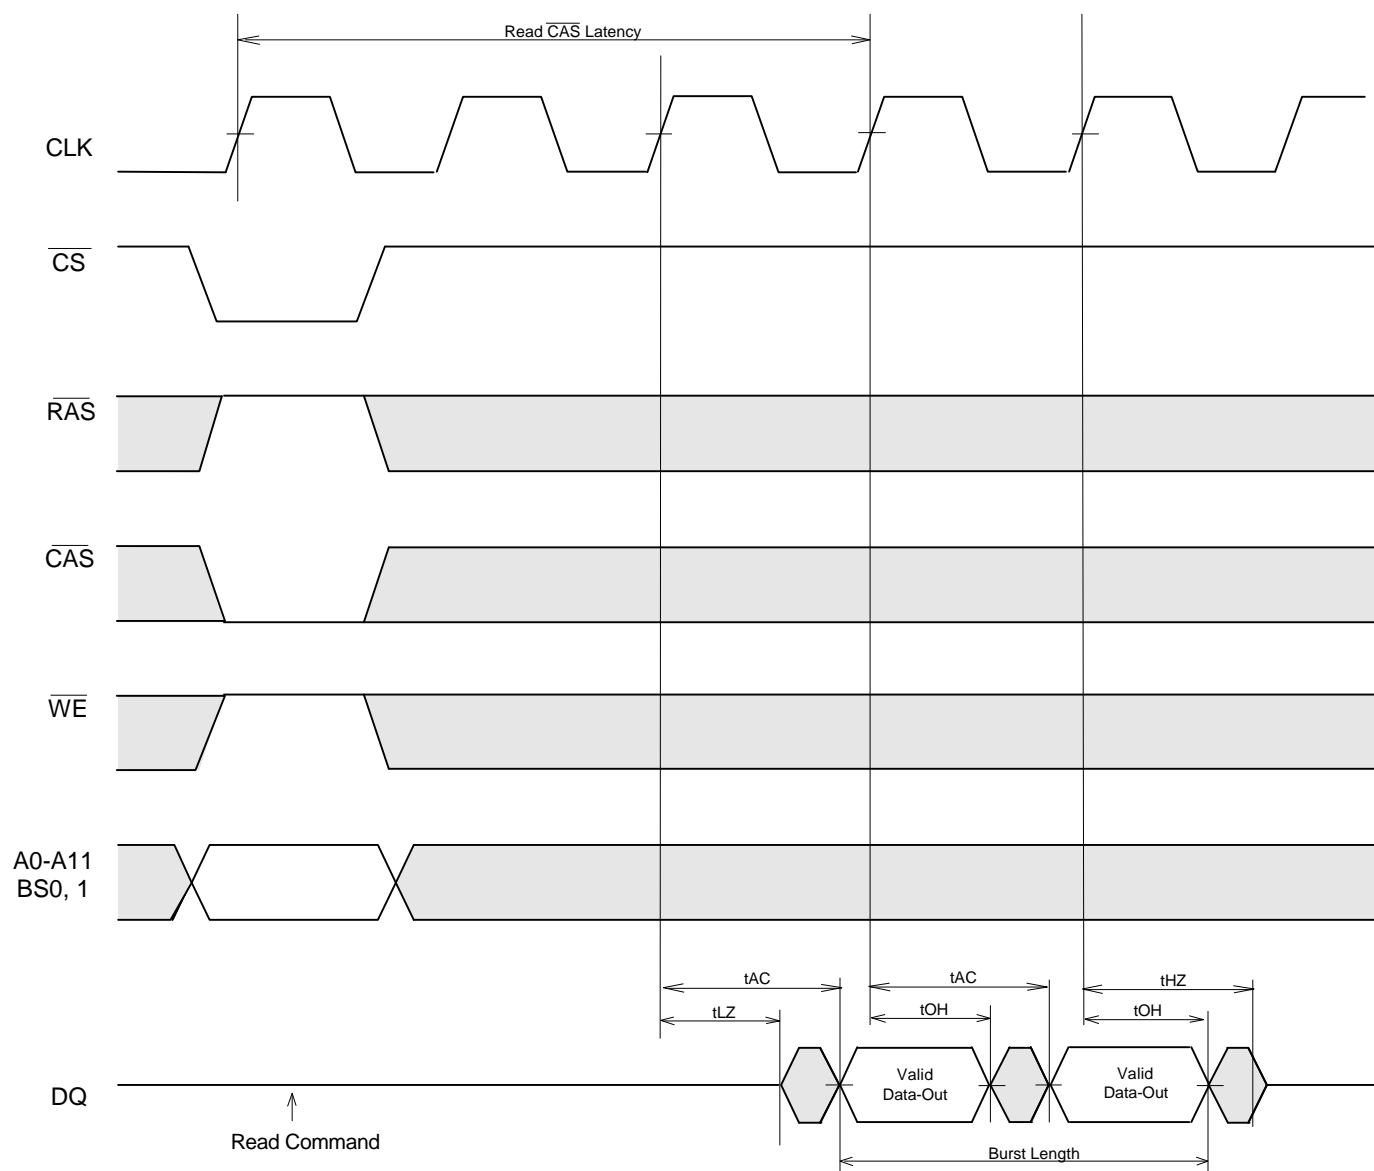 Read CAS Latency
CLK
CS
RAS
CAS
WE
A0-A11
BS0, 1
tAC
tAC
tHZ
tLZ
tOH
tOH
DQ
Valid
Data-Out
Valid
Data-Out
Read Command
Burst Length